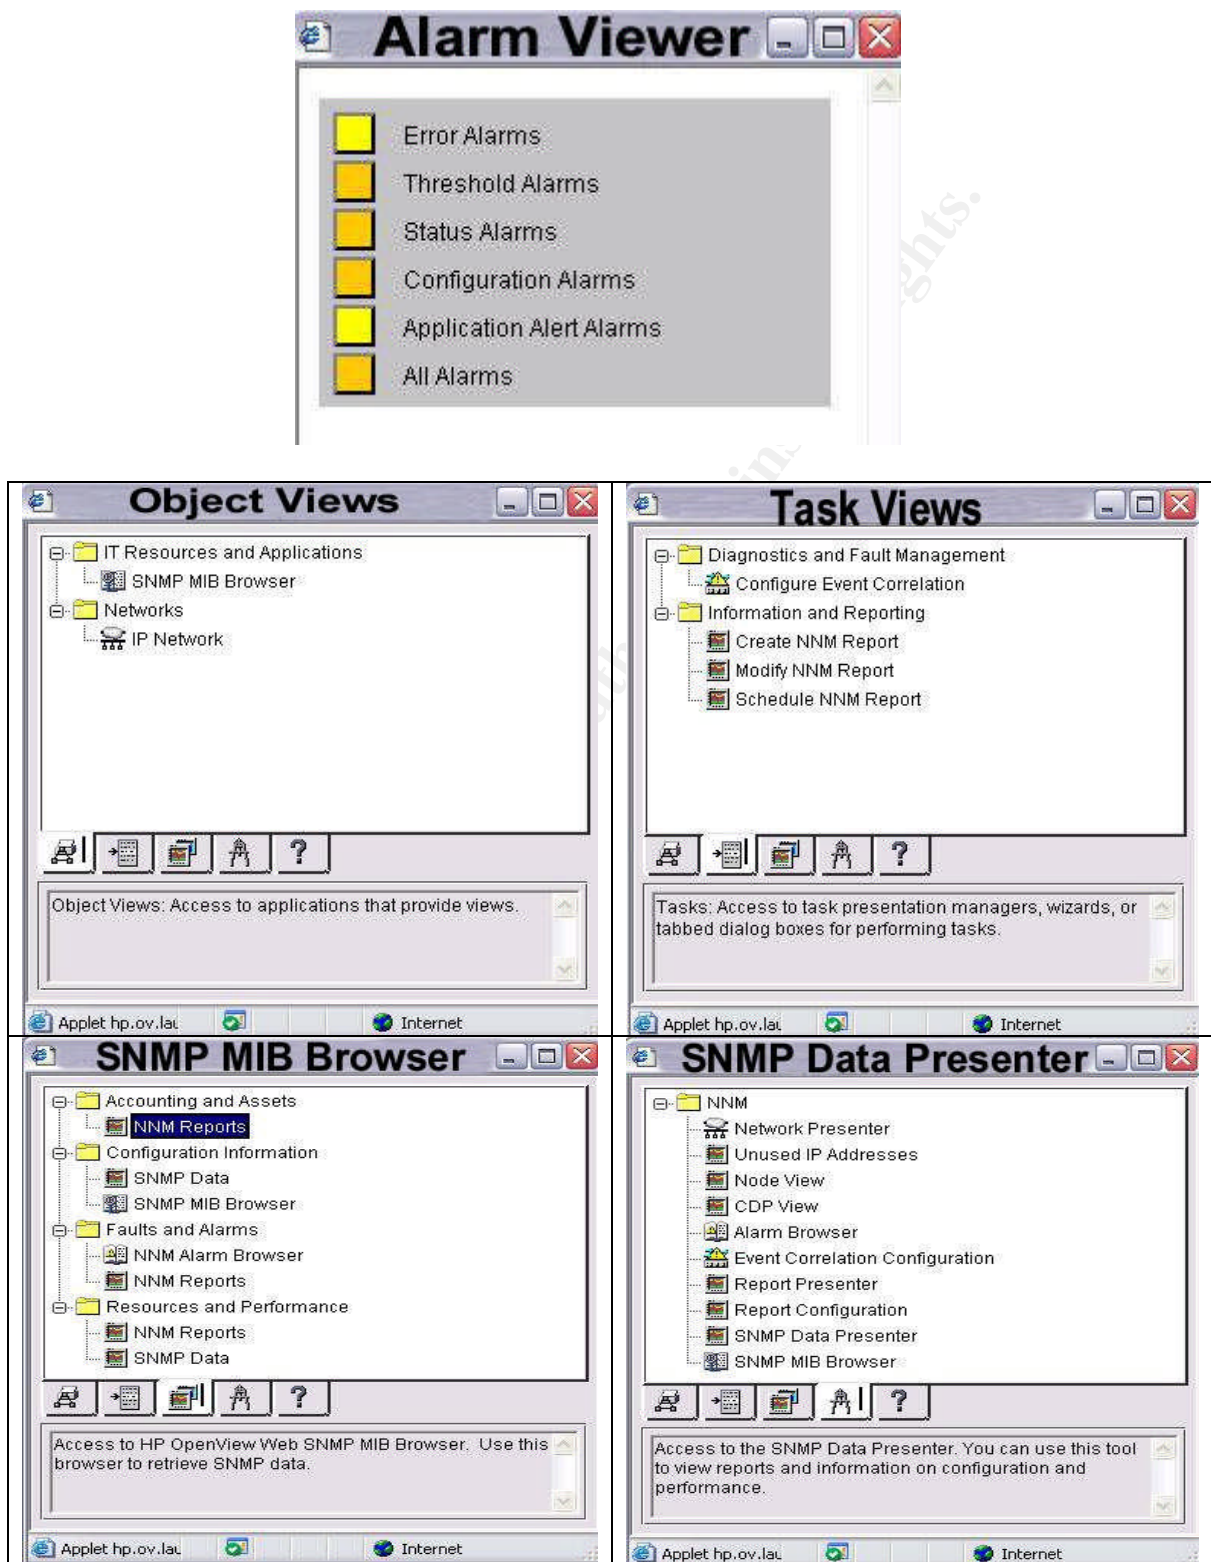 Alarm Viewer
Error Alarms
Threshold Alarms
Status Alarms
Configuration Alarms
Application Alert Alarms
All Alarms
Object Views
IT Resources and Applications
SNMP MIB Browser
Networks
IP Network
?
Object Views: Access to applications that provide views.
Applet hp.ov.lau
Internet
Task Views
Diagnostics and Fault Management
Configure Event Correlation
Information and Reporting
Create NNM Report
Modify NNM Report
Schedule NNM Report
?
Tasks: Access to task presentation managers, wizards, or
tabbed dialog boxes for performing tasks.
Applet hp.ov.lau
Internet
SNMP MIB Browser
Accounting and Assets
NNM Reports
Configuration Information
SNMP Data
SNMP MIB Browser
Faults and Alarms
NNM Alarm Browser
NNM Reports
Resources and Performance
NNM Reports
SNMP Data
?
Access to HP OpenView Web SNMP MIB Browser. Use this
browser to retrieve SNMP data.
Applet hp.ov.lau
Internet
SNMP Data Presenter
NNM
Network Presenter
Unused IP Addresses
Node View
CDP View
Alarm Browser
Event Correlation Configuration
Report Presenter
Report Configuration
SNMP Data Presenter
SNMP MIB Browser
?
Access to the SNMP Data Presenter. You can use this tool
to view reports and information on configuration and
performance.
Applet hp.ov.lau
Internet